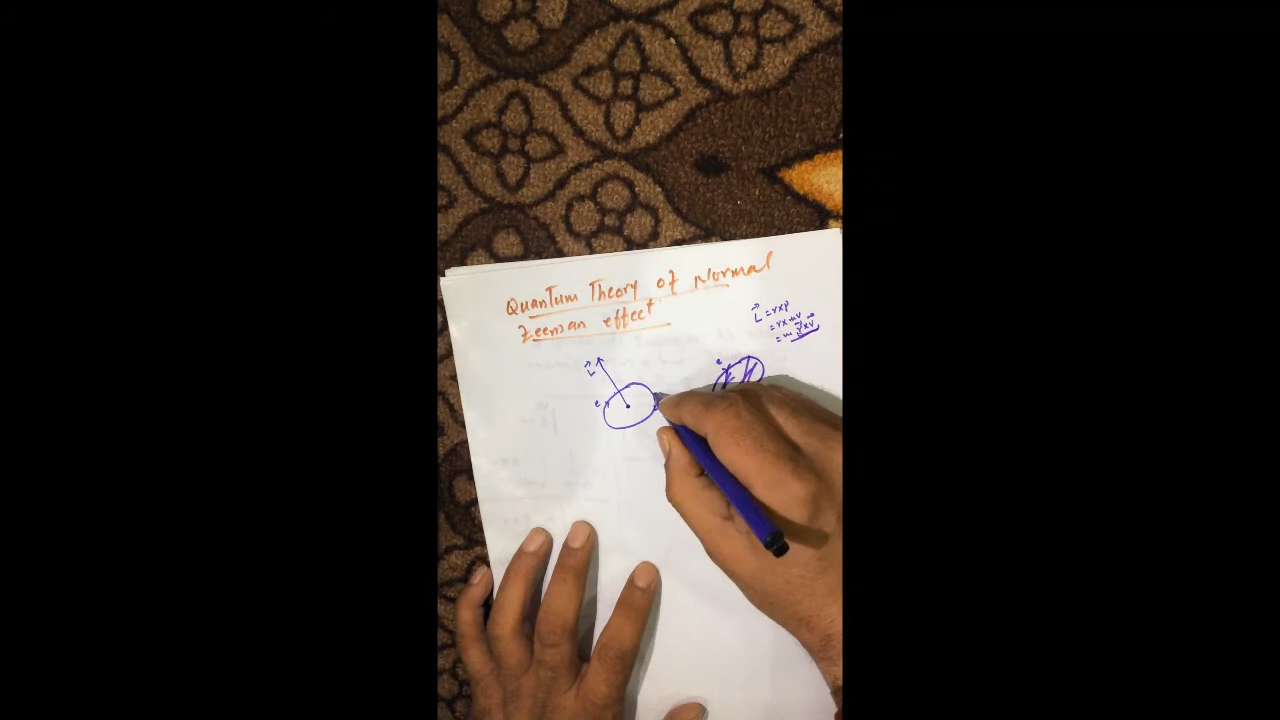 Quantum Theory of Normal
Zeeman effect
L⃗ = r×p
= r×mv
= m r⃗×v⃗
L⃗
e
e